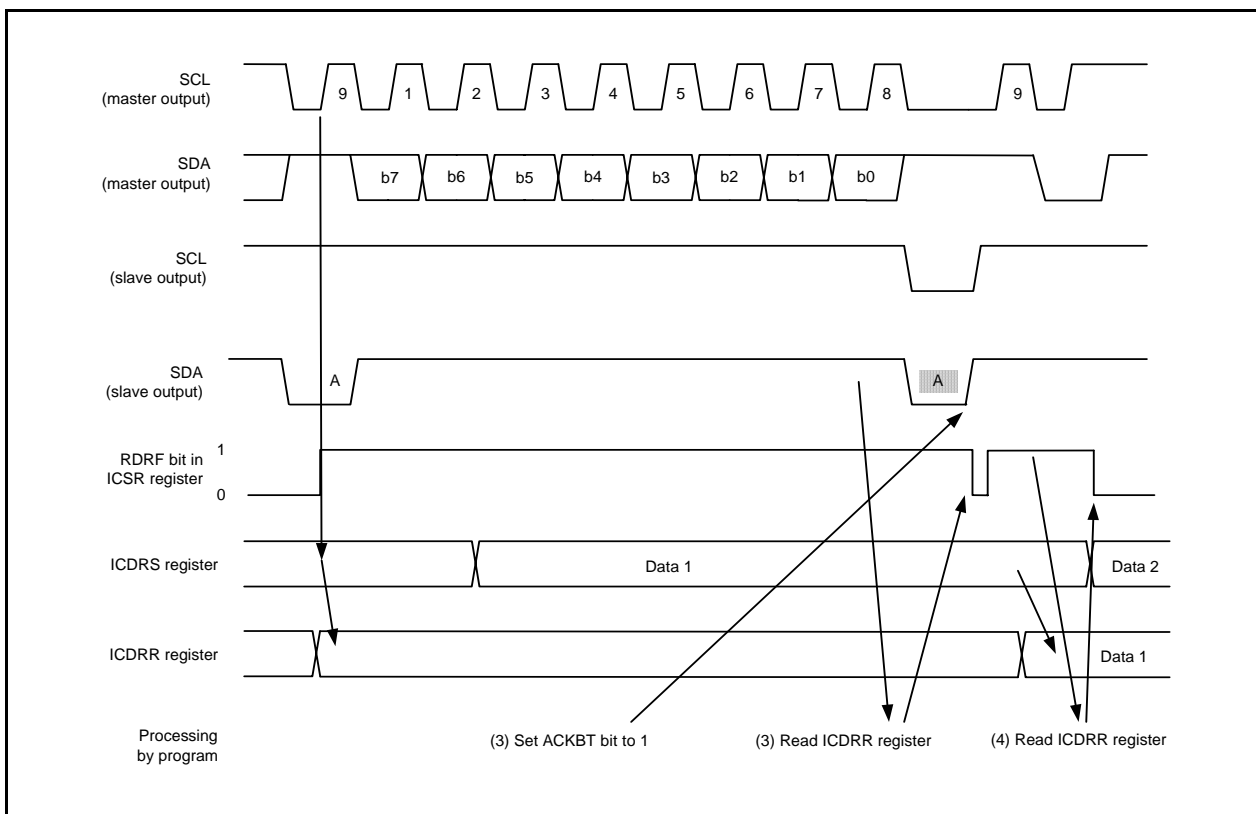 SCL
(master output)
9 1 2 3 4 5 6 7 8 9
SDA
(master output)
b7 b6 b5 b4 b3 b2 b1 b0
SCL
(slave output)
SDA
(slave output)
A A
RDRF bit in
ICSR register
1
0
ICDRS register
Data 1 Data 2
ICDRR register
Data 1
Processing
by program
(3) Set ACKBT bit to 1 (3) Read ICDRR register (4) Read ICDRR register